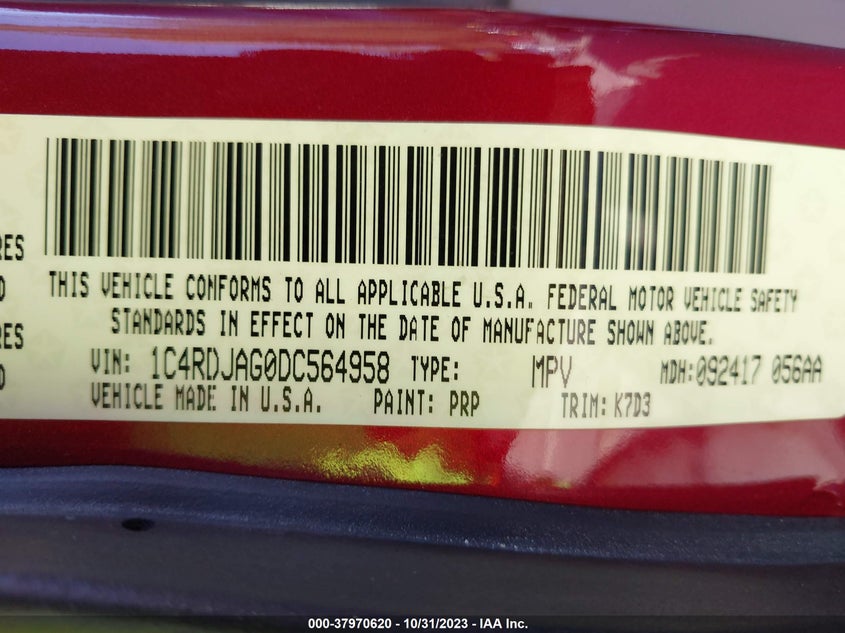 RES
D
THIS VEHICLE CONFORMS TO ALL APPLICABLE U.S.A. FEDERAL MOTOR VEHICLE SAFETY
STANDARDS IN EFFECT ON THE DATE OF MANUFACTURE SHOWN ABOVE.
RES
D
VIN: 1C4RDJAG0DC564958 TYPE: MPV MDH:092417 056AA
VEHICLE MADE IN U.S.A. PAINT: PRP TRIM: K7D3
000-37970620 - 10/31/2023 - IAA Inc.